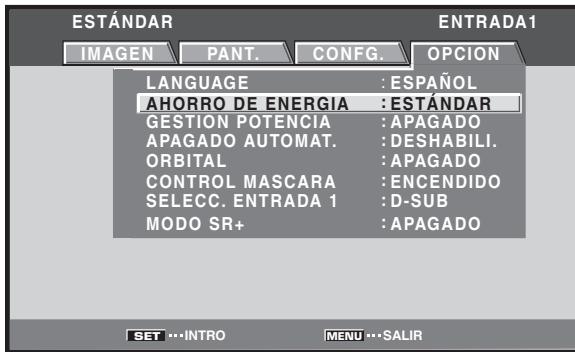 ESTÁNDAR ENTRADA1
IMAGEN PANT. CONFG. OPCION
LANGUAGE :ESPAÑOL
AHORRO DE ENERGIA :ESTÁNDAR
GESTION POTENCIA :APAGADO
APAGADO AUTOMAT. :DESHABILI.
ORBITAL :APAGADO
CONTROL MASCARA :ENCENDIDO
SELECC. ENTRADA 1 :D-SUB
MODO SR+ :APAGADO
SET ···INTRO MENU ···SALIR